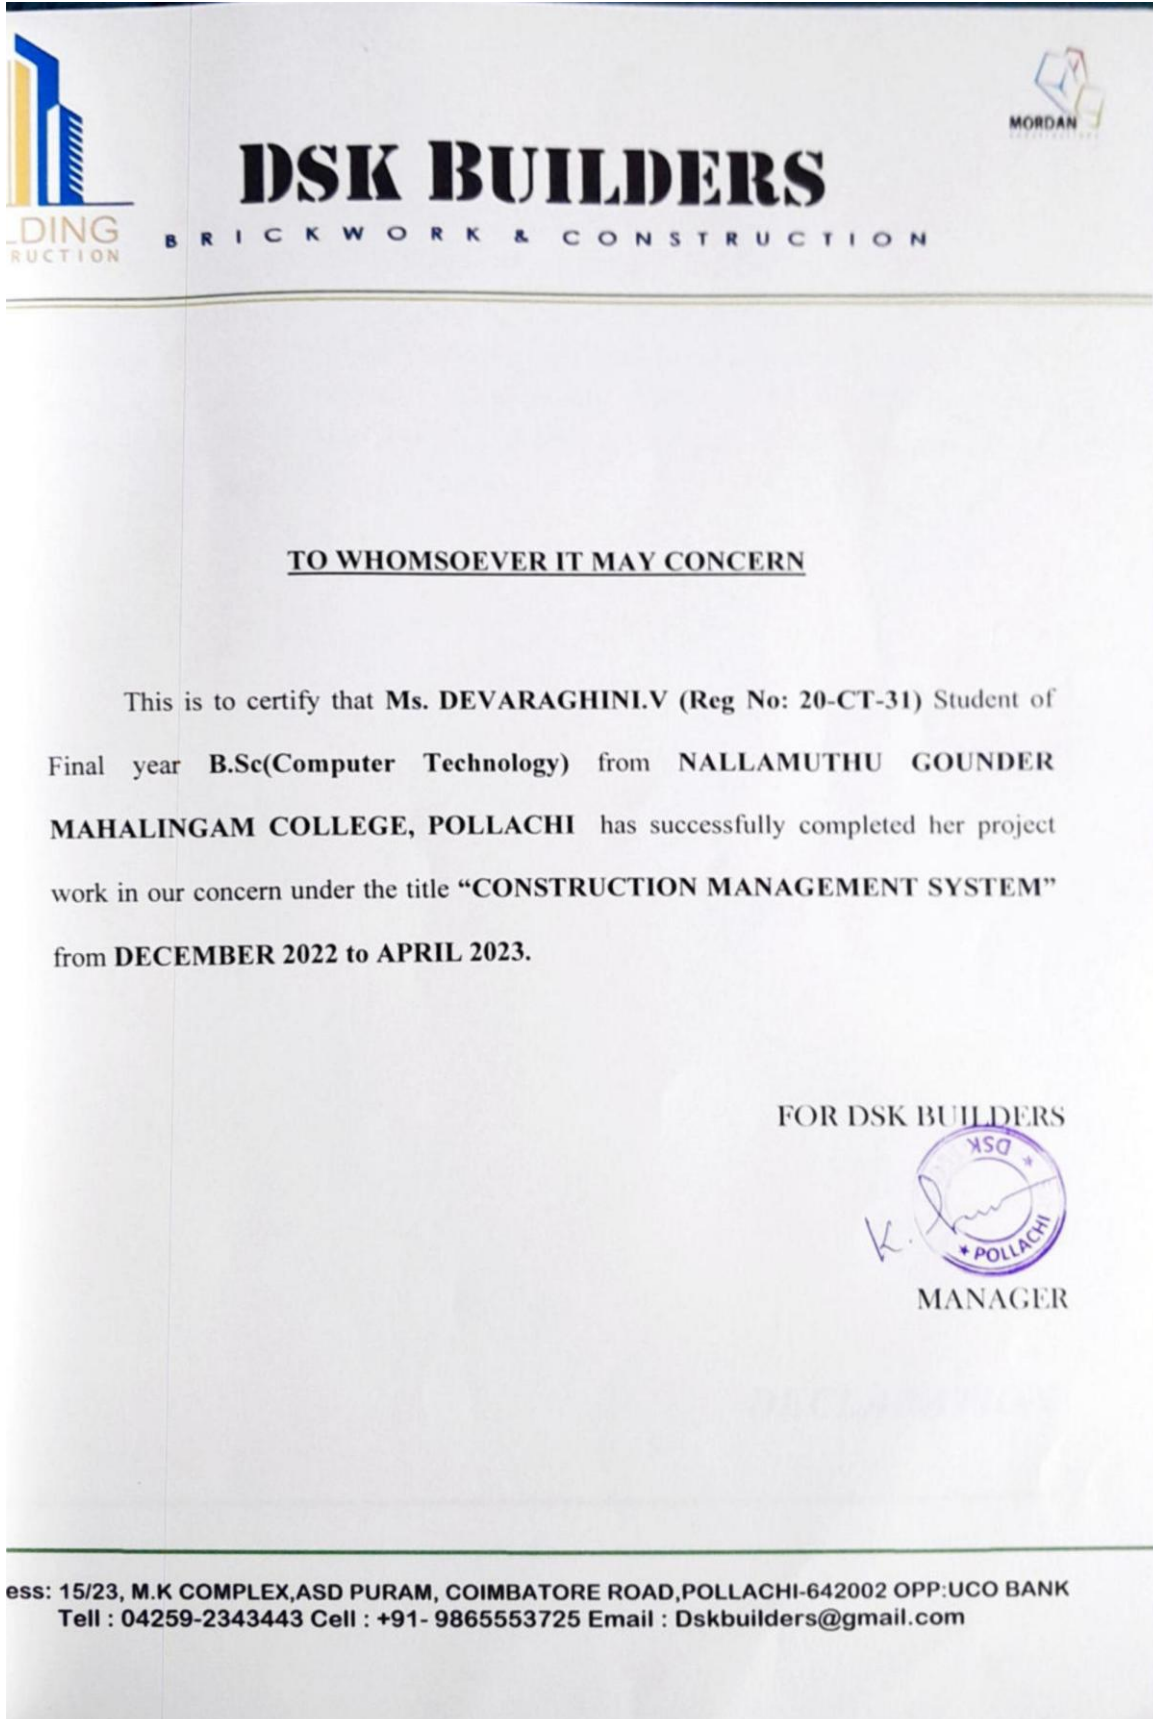 MORDAN
DSK BUILDERS
LDING
BRICKWORK & CONSTRUCTION
RUCTION
TO WHOMSOEVER IT MAY CONCERN
This is to certify that Ms. DEVARAGHINI.V (Reg No: 20-CT-31) Student of
Final year B.Sc(Computer Technology) from NALLAMUTHU GOUNDER
MAHALINGAM COLLEGE, POLLACHI has successfully completed her project
work in our concern under the title “CONSTRUCTION MANAGEMENT SYSTEM”
from DECEMBER 2022 to APRIL 2023.
FOR DSK BUILDERS
DSK
K.
POLLACHI
MANAGER
ess: 15/23, M.K COMPLEX,ASD PURAM, COIMBATORE ROAD,POLLACHI-642002 OPP:UCO BANK
Tell : 04259-2343443 Cell : +91- 9865553725 Email : Dskbuilders@gmail.com